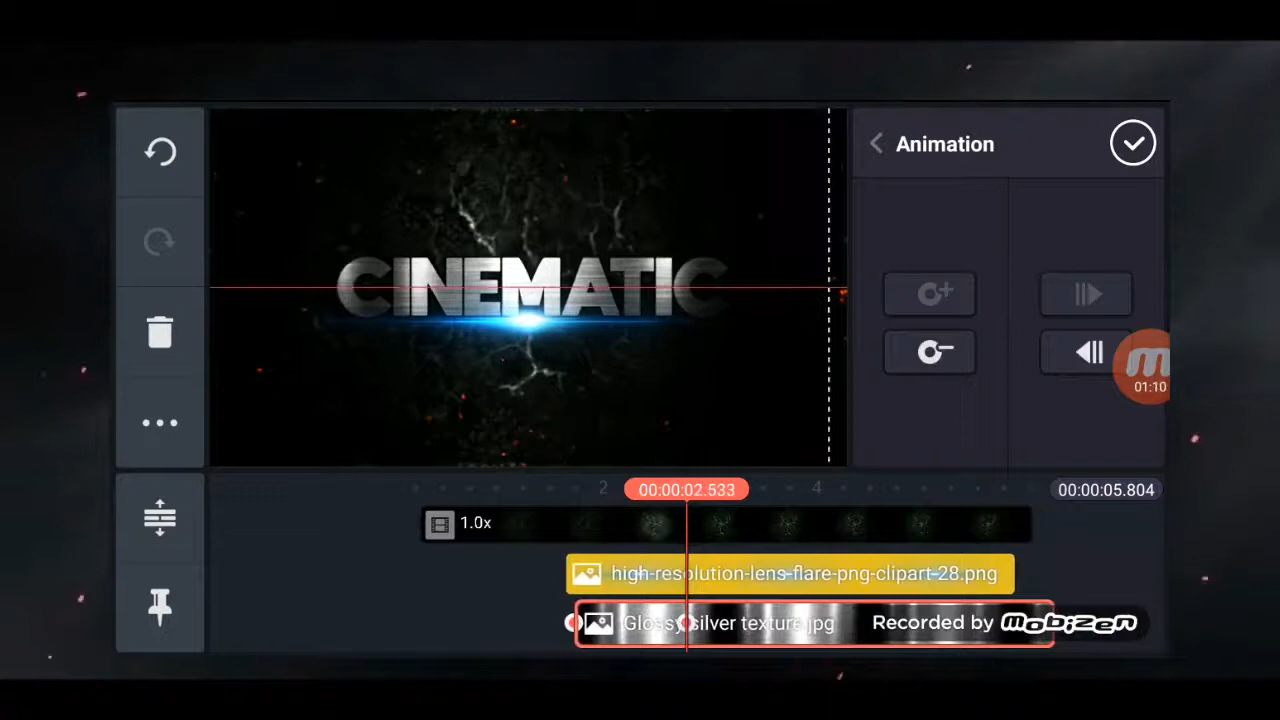 Animation
CINEMATIC
01:10
2
00:00:02.533
4
00:00:05.804
1.0x
high-resolution-lens-flare-png-clipart-28.png
Glossy silver texture.jpg
Recorded by mobizen